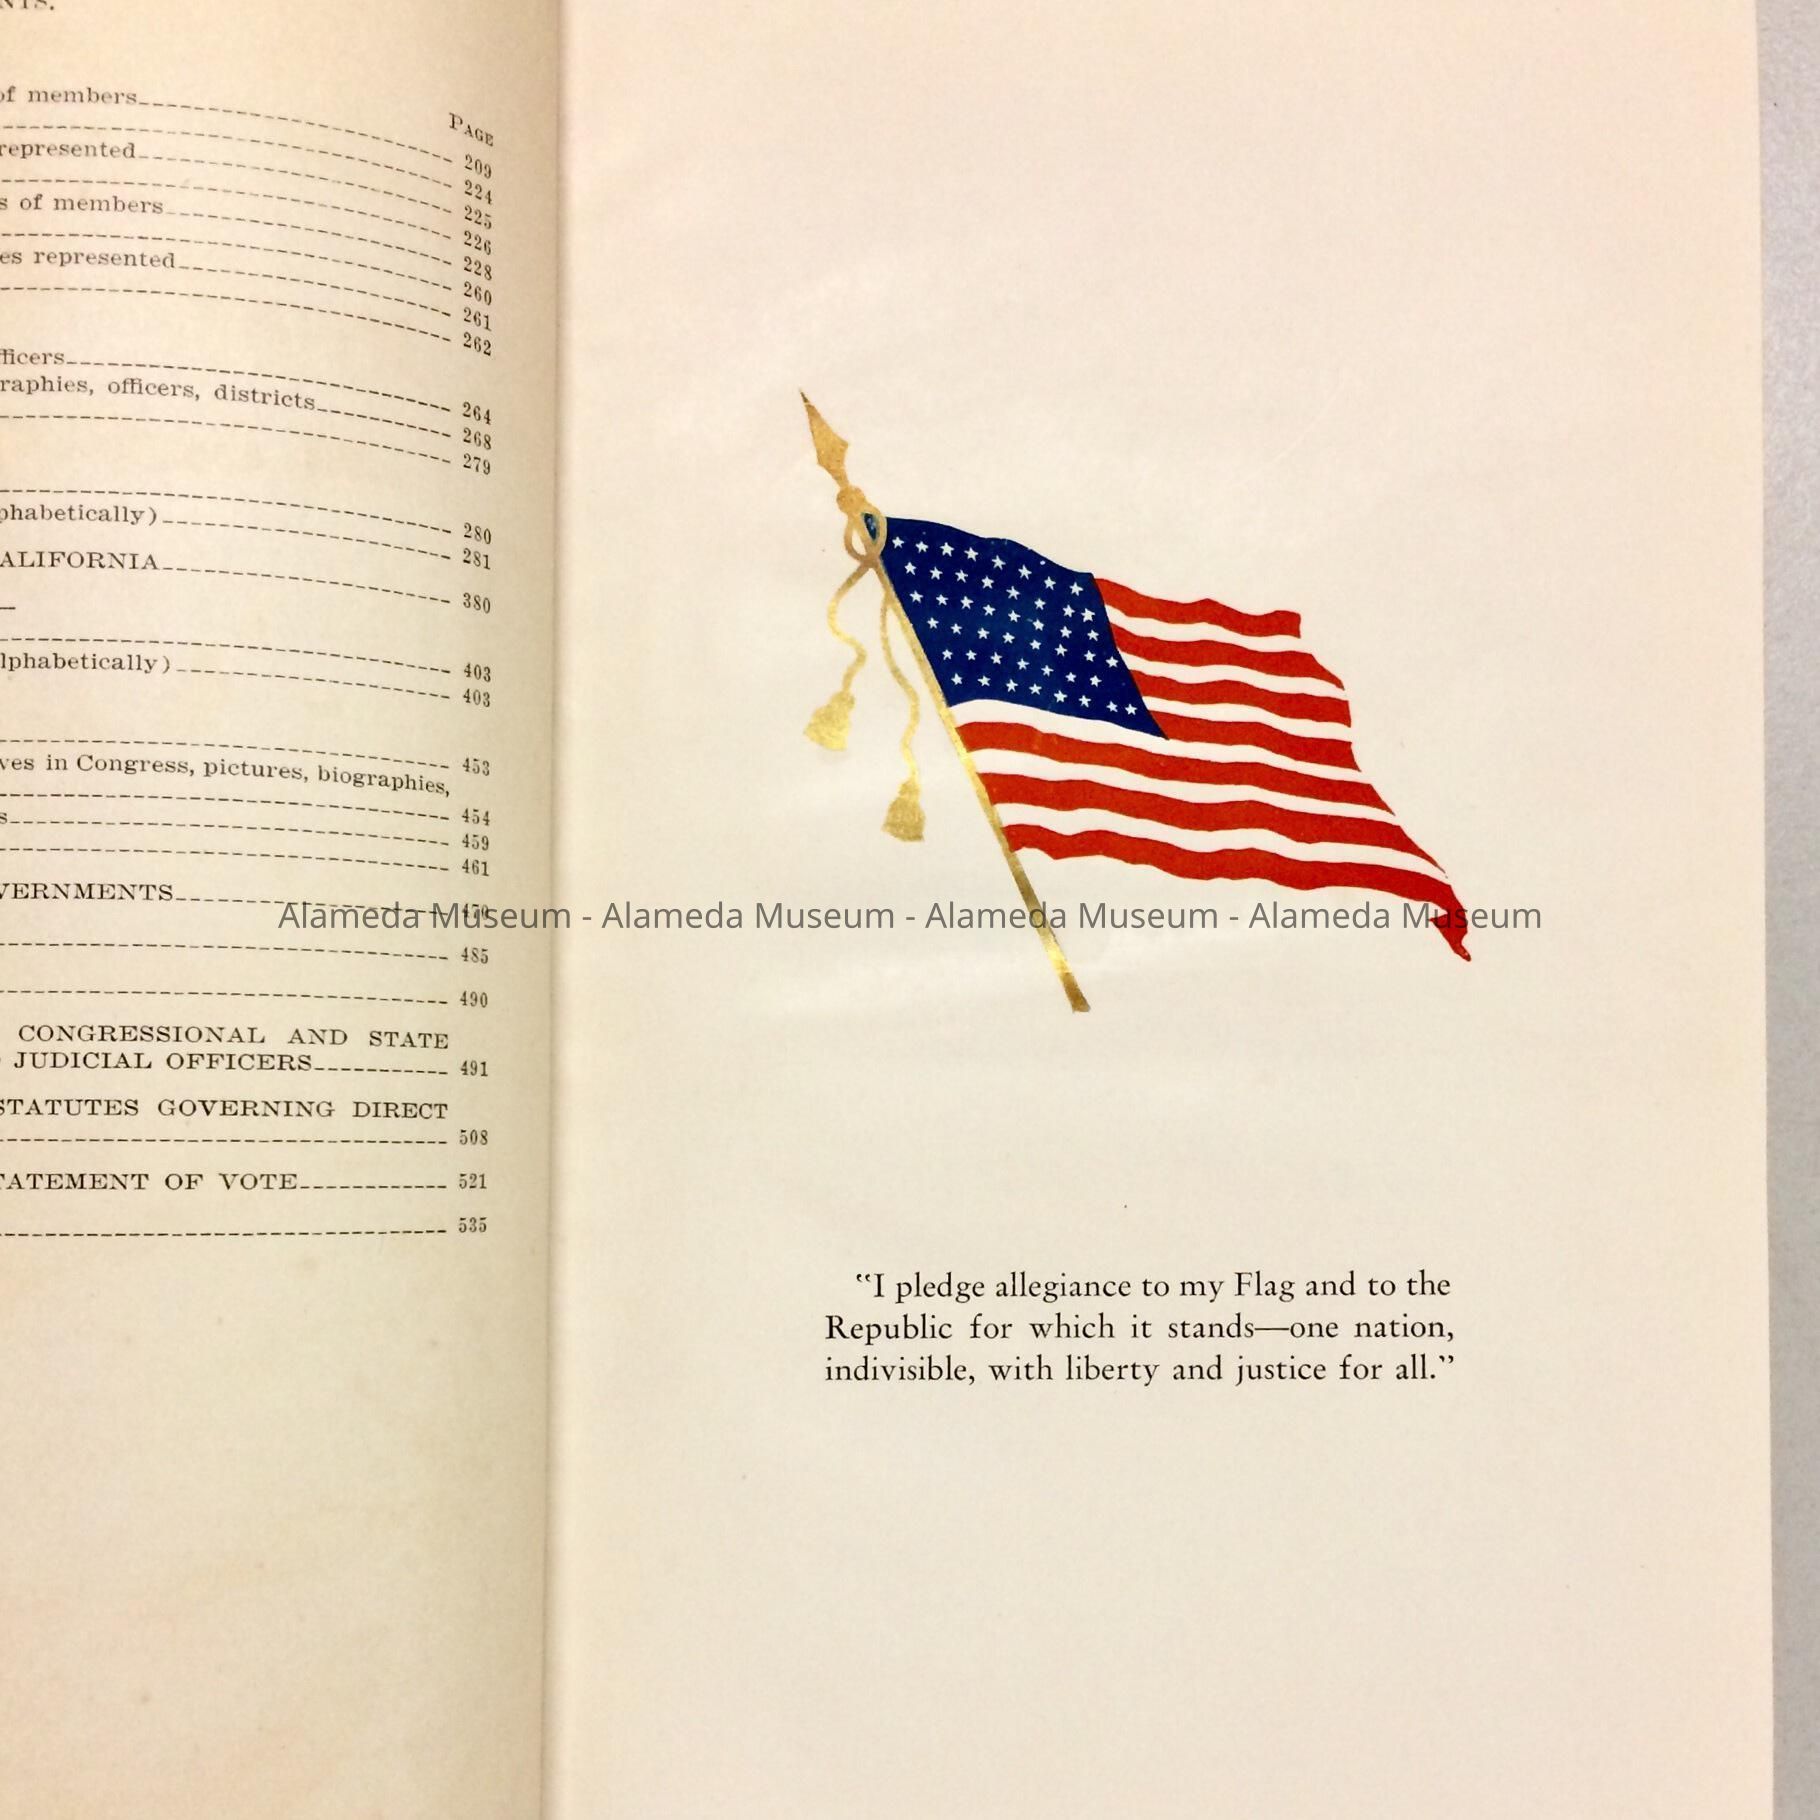 of members
PAGE
209
224
represented 225
226
s of members 228
260
es represented 261
262
officers 264
raphies, officers, districts 268
279
280
phabetically) 281
ALIFORNIA 380
403
lphabetically) 403
453
ves in Congress, pictures, biographies,
454
s 459
461
VERNMENTS
485
490
CONGRESSIONAL AND STATE
JUDICIAL OFFICERS 491
STATUTES GOVERNING DIRECT
508
TATEMENT OF VOTE 521
535
Alameda Museum - Alameda Museum - Alameda Museum - Alameda Museum
"I pledge allegiance to my Flag and to the
Republic for which it stands—one nation,
indivisible, with liberty and justice for all."